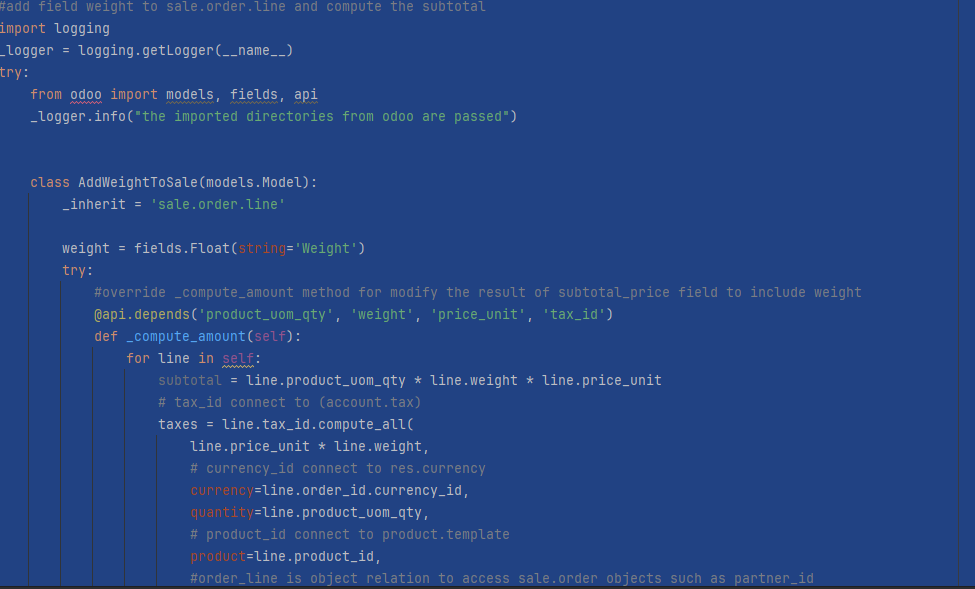 #add field weight to sale.order.line and compute the subtotal
import logging
_logger = logging.getLogger(__name__)
try:
    from odoo import models, fields, api
    _logger.info("the imported directories from odoo are passed")
    class AddWeightToSale(models.Model):
        _inherit = 'sale.order.line'
        weight = fields.Float(string='Weight')
        try:
            #override _compute_amount method for modify the result of subtotal_price field to include weight
            @api.depends('product_uom_qty', 'weight', 'price_unit', 'tax_id')
            def _compute_amount(self):
                for line in self:
                    subtotal = line.product_uom_qty * line.weight * line.price_unit
                    # tax_id connect to (account.tax)
                    taxes = line.tax_id.compute_all(
                        line.price_unit * line.weight,
                        # currency_id connect to res.currency
                        currency=line.order_id.currency_id,
                        quantity=line.product_uom_qty,
                        # product_id connect to product.template
                        product=line.product_id,
                        #order_line is object relation to access sale.order objects such as partner_id